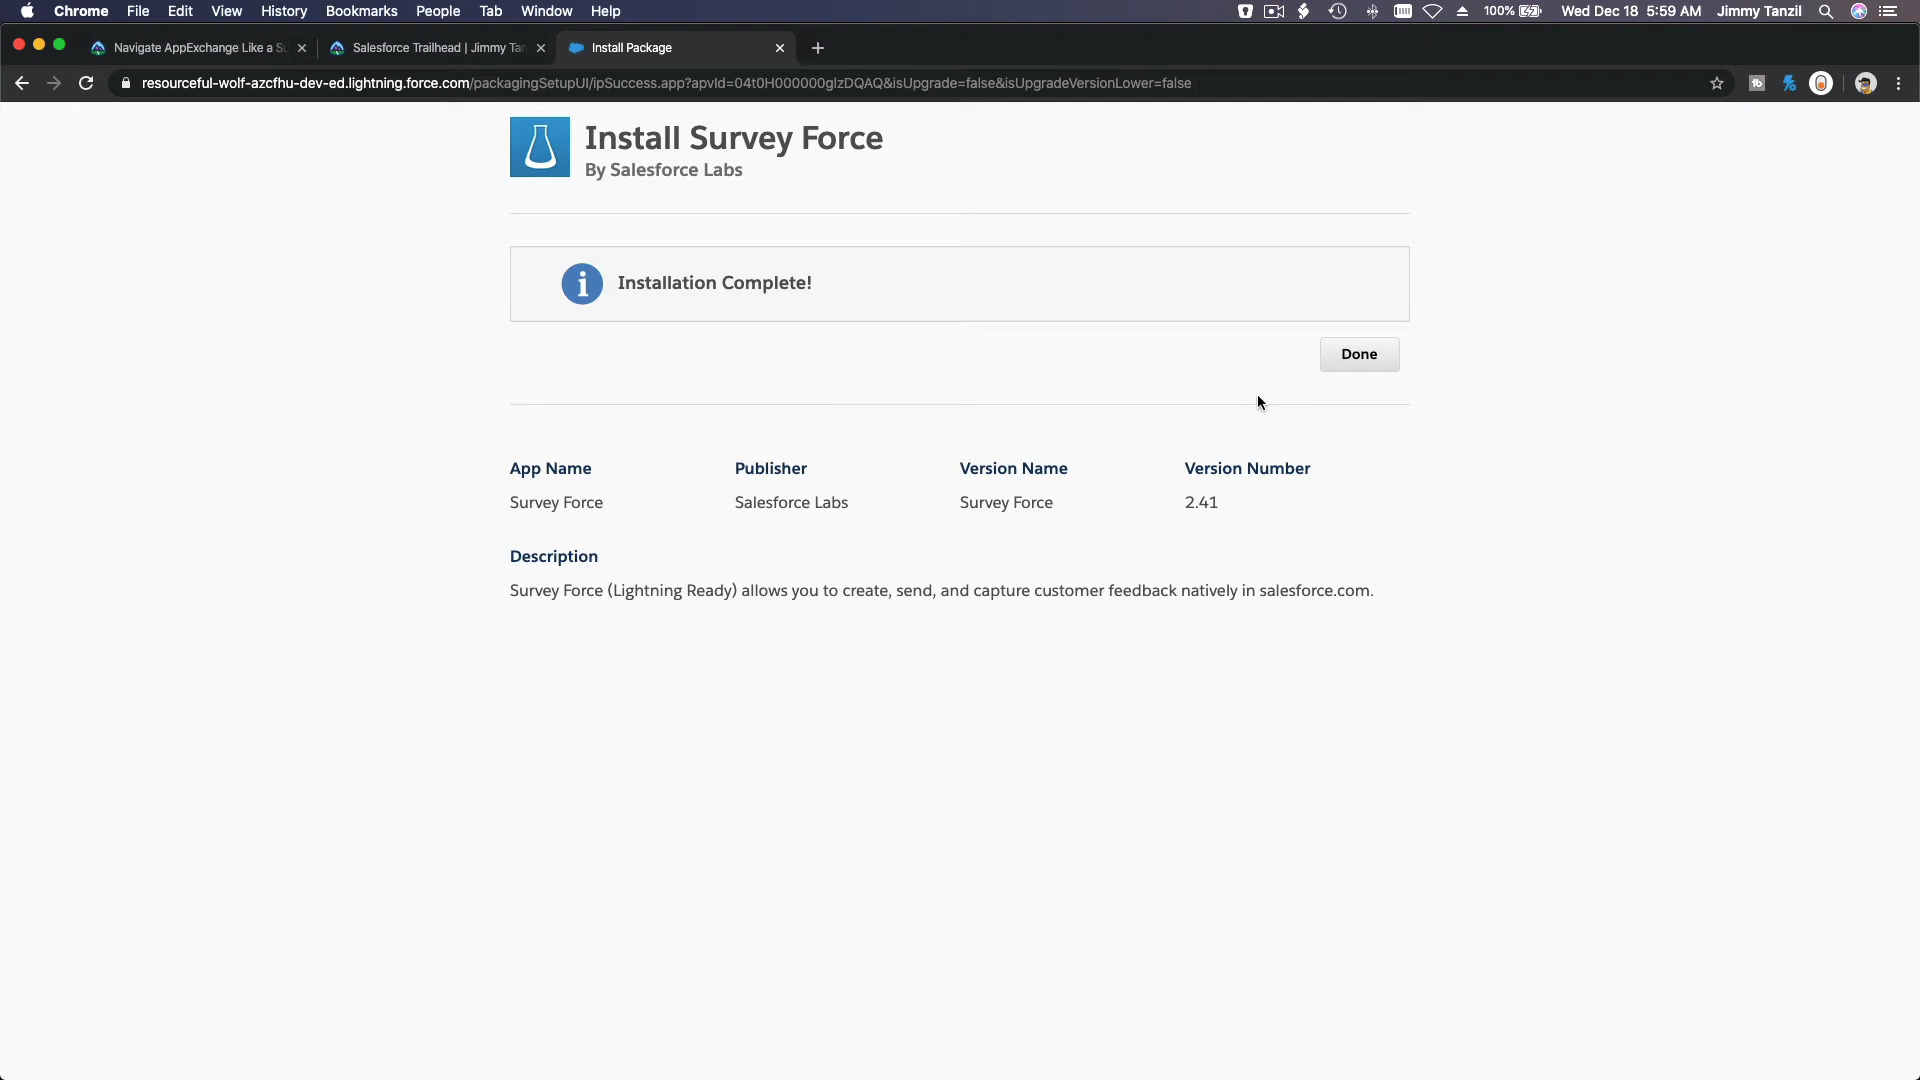 Chrome File Edit View History Bookmarks People Tab Window Help 100% Wed Dec 18 5:59 AM Jimmy Tanzil
Navigate AppExchange Like a Su Salesforce Trailhead | Jimmy Tan Install Package
resourceful-wolf-azcfhu-dev-ed.lightning.force.com/packagingSetupUI/ipSuccess.app?apvId=04t0H000000glzDQAQ&isUpgrade=false&isUpgradeVersionLower=false
Install Survey Force
By Salesforce Labs
Installation Complete!
Done
App Name Publisher Version Name Version Number
Survey Force Salesforce Labs Survey Force 2.41
Description
Survey Force (Lightning Ready) allows you to create, send, and capture customer feedback natively in salesforce.com.